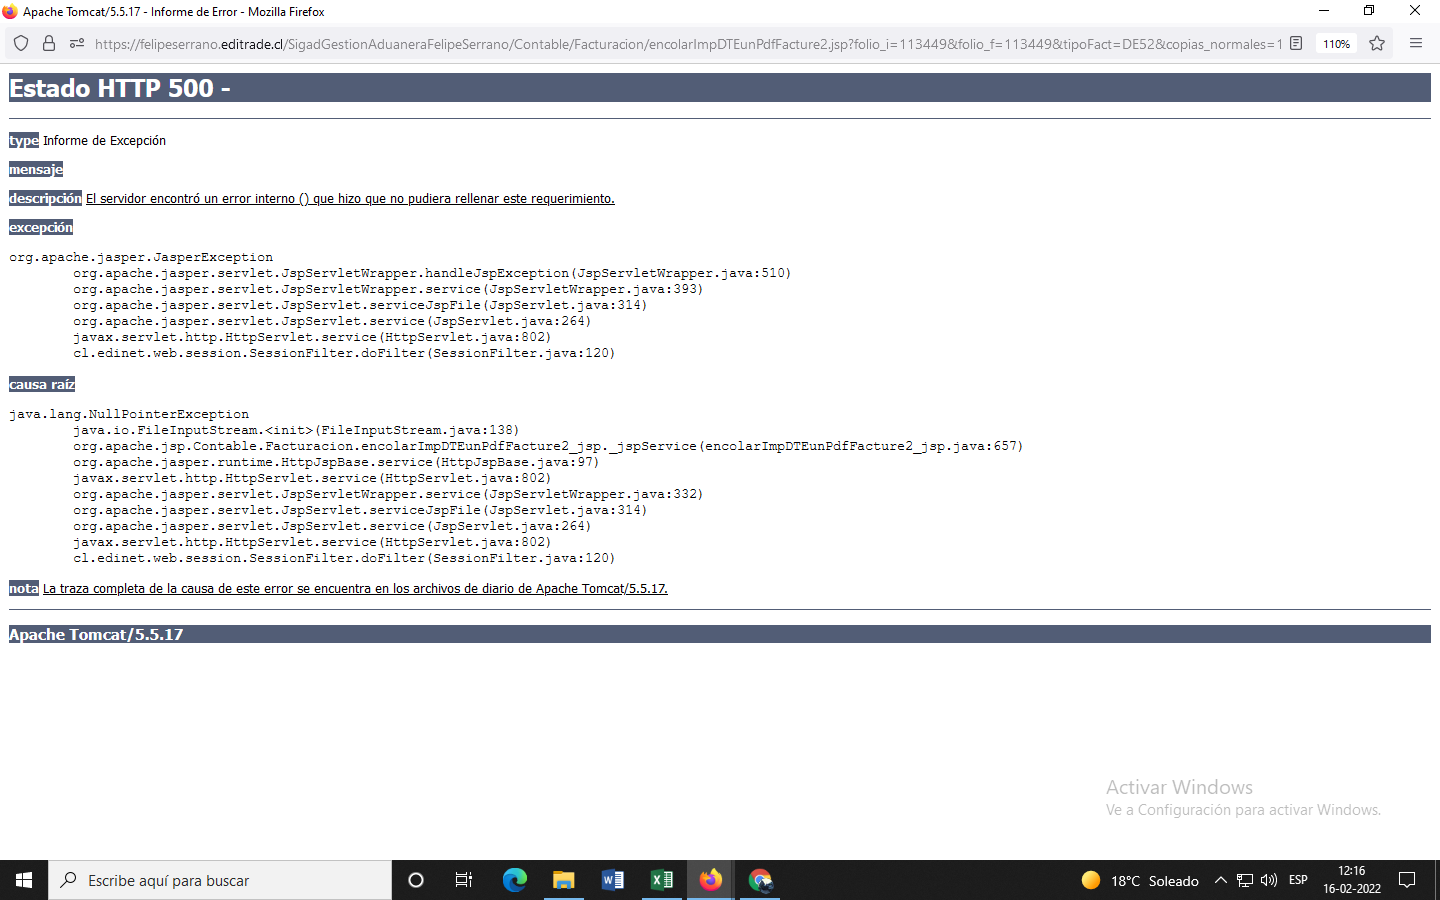 Apache Tomcat/5.5.17 - Informe de Error - Mozilla Firefox
https://felipeserrano.editrade.cl/SigadGestionAduaneraFelipeSerrano/Contable/Facturacion/encolarImpDTEunPdfFacture2.jsp?folio_i=113449&folio_f=113449&tipoFact=DE52&copias_normales=1
110%
Estado HTTP 500 -
type Informe de Excepción
mensaje
descripción El servidor encontró un error interno () que hizo que no pudiera rellenar este requerimiento.
excepción
org.apache.jasper.JasperException
org.apache.jasper.servlet.JspServletWrapper.handleJspException(JspServletWrapper.java:510)
org.apache.jasper.servlet.JspServletWrapper.service(JspServletWrapper.java:393)
org.apache.jasper.servlet.JspServlet.serviceJspFile(JspServlet.java:314)
org.apache.jasper.servlet.JspServlet.service(JspServlet.java:264)
javax.servlet.http.HttpServlet.service(HttpServlet.java:802)
cl.edinet.web.session.SessionFilter.doFilter(SessionFilter.java:120)
causa raíz
java.lang.NullPointerException
java.io.FileInputStream.<init>(FileInputStream.java:138)
org.apache.jsp.Contable.Facturacion.encolarImpDTEunPdfFacture2_jsp._jspService(encolarImpDTEunPdfFacture2_jsp.java:657)
org.apache.jasper.runtime.HttpJspBase.service(HttpJspBase.java:97)
javax.servlet.http.HttpServlet.service(HttpServlet.java:802)
org.apache.jasper.servlet.JspServletWrapper.service(JspServletWrapper.java:332)
org.apache.jasper.servlet.JspServlet.serviceJspFile(JspServlet.java:314)
org.apache.jasper.servlet.JspServlet.service(JspServlet.java:264)
javax.servlet.http.HttpServlet.service(HttpServlet.java:802)
cl.edinet.web.session.SessionFilter.doFilter(SessionFilter.java:120)
nota La traza completa de la causa de este error se encuentra en los archivos de diario de Apache Tomcat/5.5.17.
Apache Tomcat/5.5.17
Activar Windows
Ve a Configuración para activar Windows.
Escribe aquí para buscar
18°C Soleado
ESP
12:16
16-02-2022